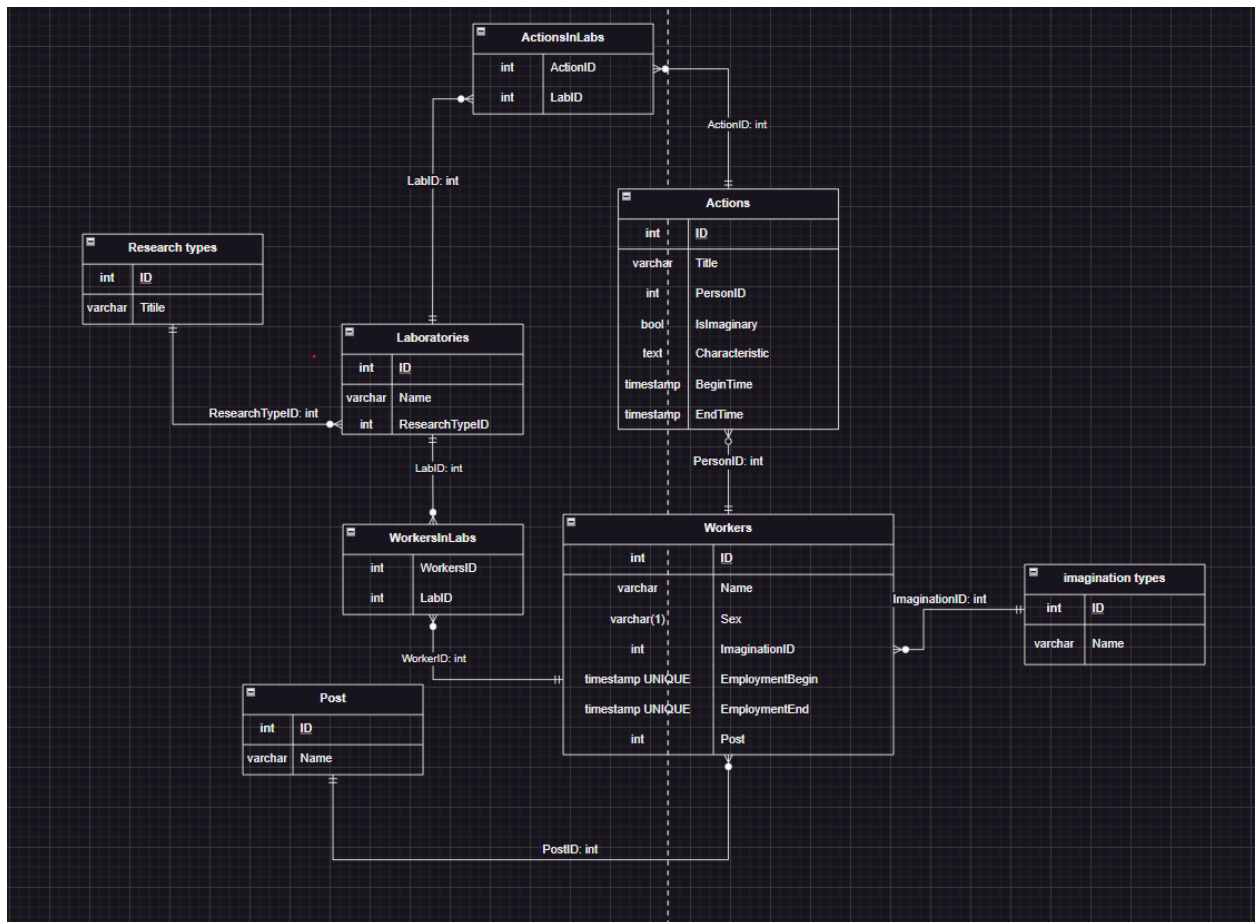 ActionsInLabs
int ActionID
int LabID
ActionID: int
LabID: int
Actions
int ID
varchar Title
int PersonID
bool IsImaginary
text Characteristic
timestamp BeginTime
timestamp EndTime
Research types
int ID
varchar Titile
Laboratories
int ID
varchar Name
int ResearchTypeID
ResearchTypeID: int
LabID: int
PersonID: int
WorkersInLabs
int WorkersID
int LabID
Workers
int ID
varchar Name
varchar(1) Sex
int ImaginationID
timestamp UNIQUE EmploymentBegin
timestamp UNIQUE EmploymentEnd
int Post
imagination types
int ID
varchar Name
ImaginationID: int
WorkerID: int
Post
int ID
varchar Name
PostID: int